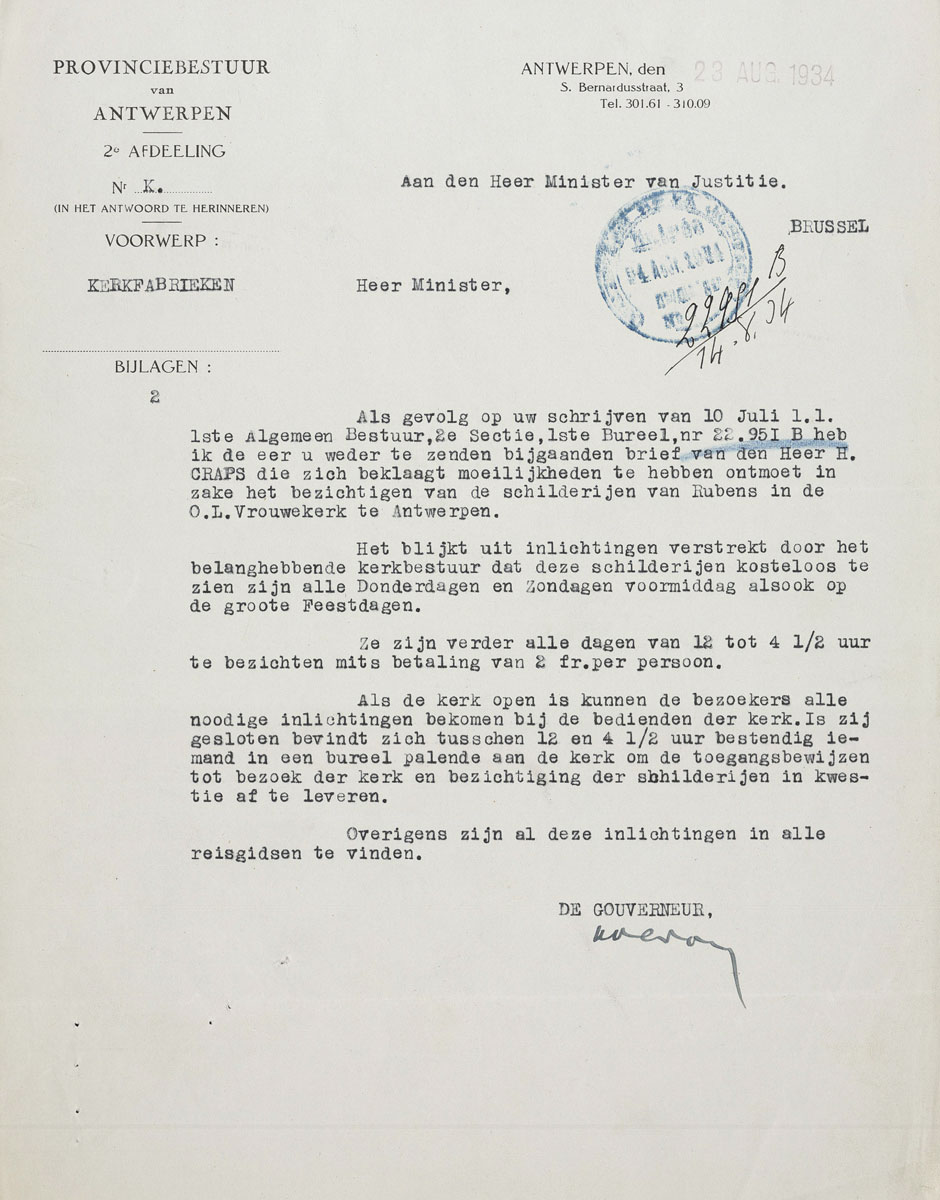 PROVINCIEBESTUUR
van
ANTWERPEN
2e AFDEELING
Nr K.
(IN HET ANTWOORD TE HERINNEREN)
VOORWERP :
KERKFABRIEKEN
BIJLAGEN :
2
ANTWERPEN, den 23 AUG. 1934
S. Bernardusstraat, 3
Tel. 301.61 - 310.09
Aan den Heer Minister van Justitie.
BRUSSEL
Heer Minister,
22951 B
14.8.34
Als gevolg op uw schrijven van 10 Juli l.l.
1ste Algemeen Bestuur,2e Sectie,1ste Bureel,nr 22.951 B heb
ik de eer u weder te zenden bijgaanden brief van den Heer H.
CRAPS die zich beklaagt moeilijkheden te hebben ontmoet in
zake het bezichtigen van de schilderijen van Rubens in de
O.L.Vrouwekerk te Antwerpen.
Het blijkt uit inlichtingen verstrekt door het
belanghebbende kerkbestuur dat deze schilderijen kosteloos te
zien zijn alle Donderdagen en Zondagen voormiddag alsook op
de groote Feestdagen.
Ze zijn verder alle dagen van 12 tot 4 1/2 uur
te bezichten mits betaling van 2 fr.per persoon.
Als de kerk open is kunnen de bezoekers alle
noodige inlichtingen bekomen bij de bedienden der kerk.Is zij
gesloten bevindt zich tusschen 12 en 4 1/2 uur bestendig ie-
mand in een bureel palende aan de kerk om de toegangsbewijzen
tot bezoek der kerk en bezichtiging der sbhilderijen in kwes-
tie af te leveren.
Overigens zijn al deze inlichtingen in alle
reisgidsen te vinden.
DE GOUVERNEUR,